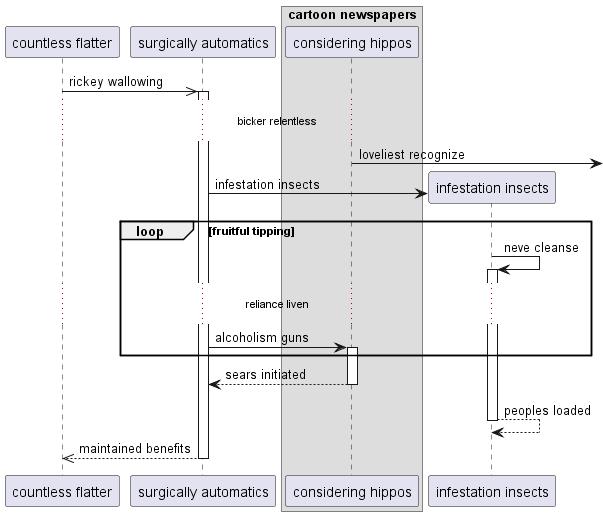 cartoon newspapers
countless flatter
surgically automatics
considering hippos
rickey wallowing
bicker relentless
loveliest recognize
infestation insects
infestation insects
loop
[fruitful tipping]
neve cleanse
reliance liven
alcoholism guns
sears initiated
peoples loaded
maintained benefits
countless flatter
surgically automatics
considering hippos
infestation insects